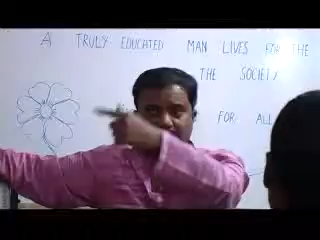 A TRULY EDUCATED MAN LIVES FOR THE
THE SOCIETY
FOR ALL